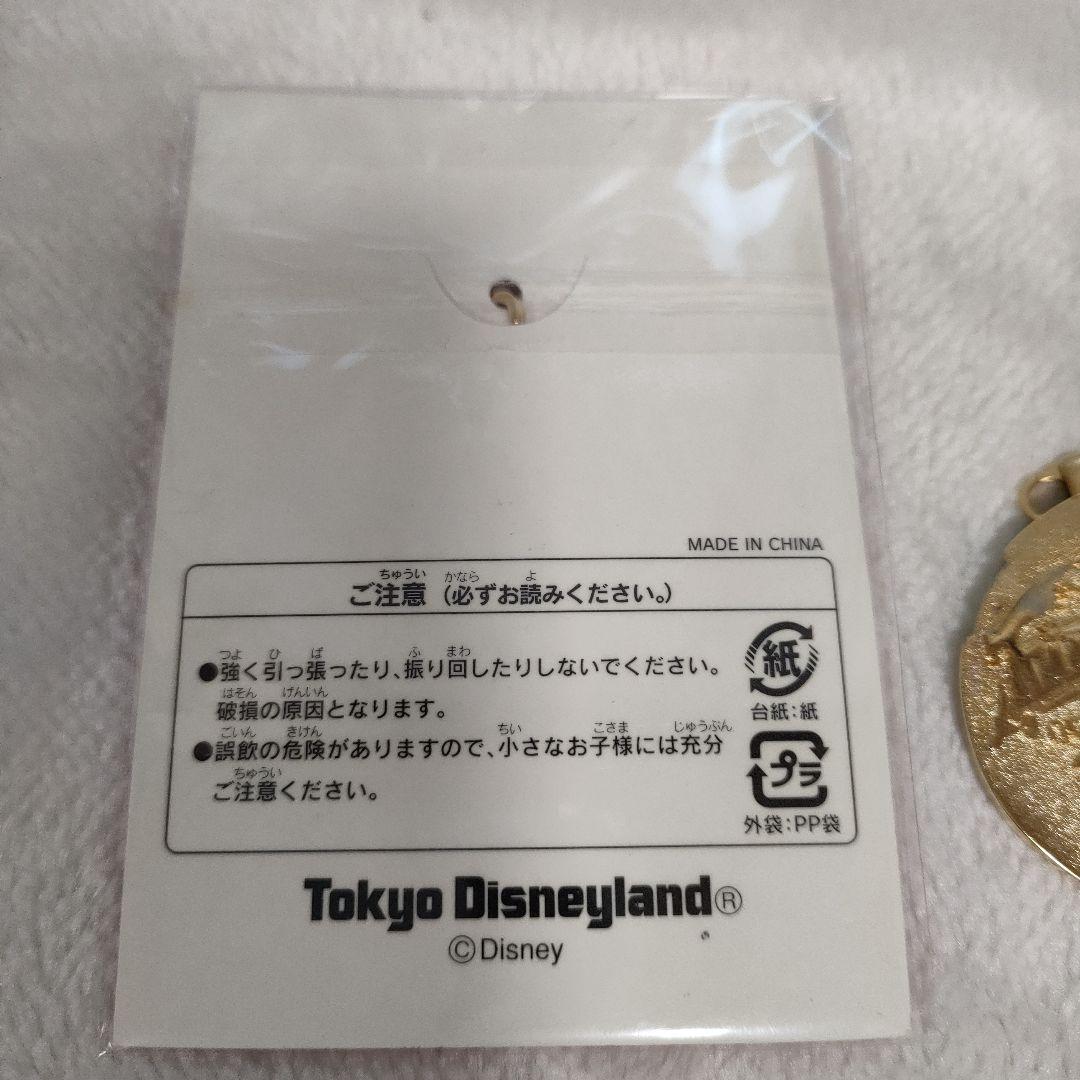 MADE IN CHINA
ちゅうい かなら よ
ご注意（必ずお読みください。）
つよ ひ ば ふ まわ
●強く引っ張ったり、振り回したりしないでください。
はそん げんいん
破損の原因となります。
ごいん きけん ちい こさま じゅうぶん
●誤飲の危険がありますので、小さなお子様には充分
ちゅうい
ご注意ください。
紙
台紙：紙
プラ
外袋：PP袋
Tokyo Disneyland®
©Disney